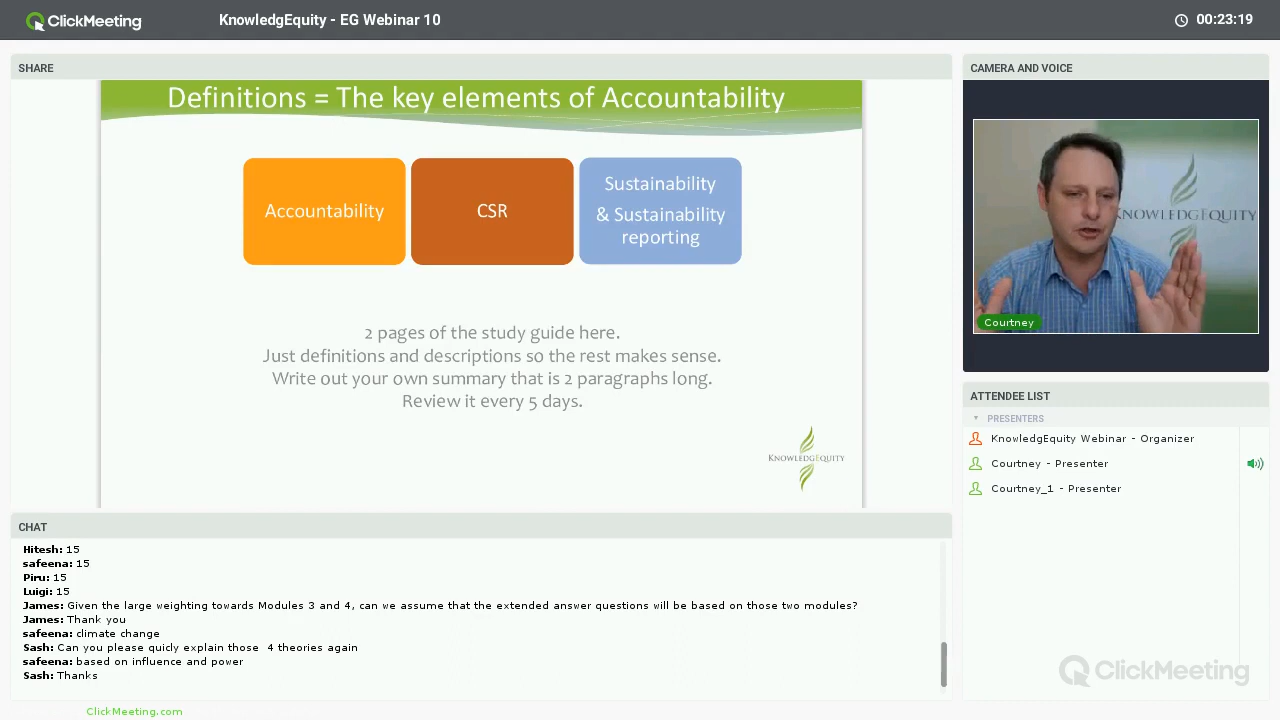 ClickMeeting
KnowledgEquity - EG Webinar 10
00:23:19
SHARE
Definitions = The key elements of Accountability
Accountability
CSR
Sustainability
& Sustainability
reporting
2 pages of the study guide here.
Just definitions and descriptions so the rest makes sense.
Write out your own summary that is 2 paragraphs long.
Review it every 5 days.
KNOWLEDGEQUITY
CAMERA AND VOICE
KNOWLEDGEQUITY
Courtney
ATTENDEE LIST
PRESENTERS
KnowledgEquity Webinar - Organizer
Courtney - Presenter
Courtney_1 - Presenter
CHAT
Hitesh: 15
safeena: 15
Piru: 15
Luigi: 15
James: Given the large weighting towards Modules 3 and 4, can we assume that the extended answer questions will be based on those two modules?
James: Thank you
safeena: climate change
Sash: Can you please quicly explain those  4 theories again
safeena: based on influence and power
Sash: Thanks
ClickMeeting
ClickMeeting.com